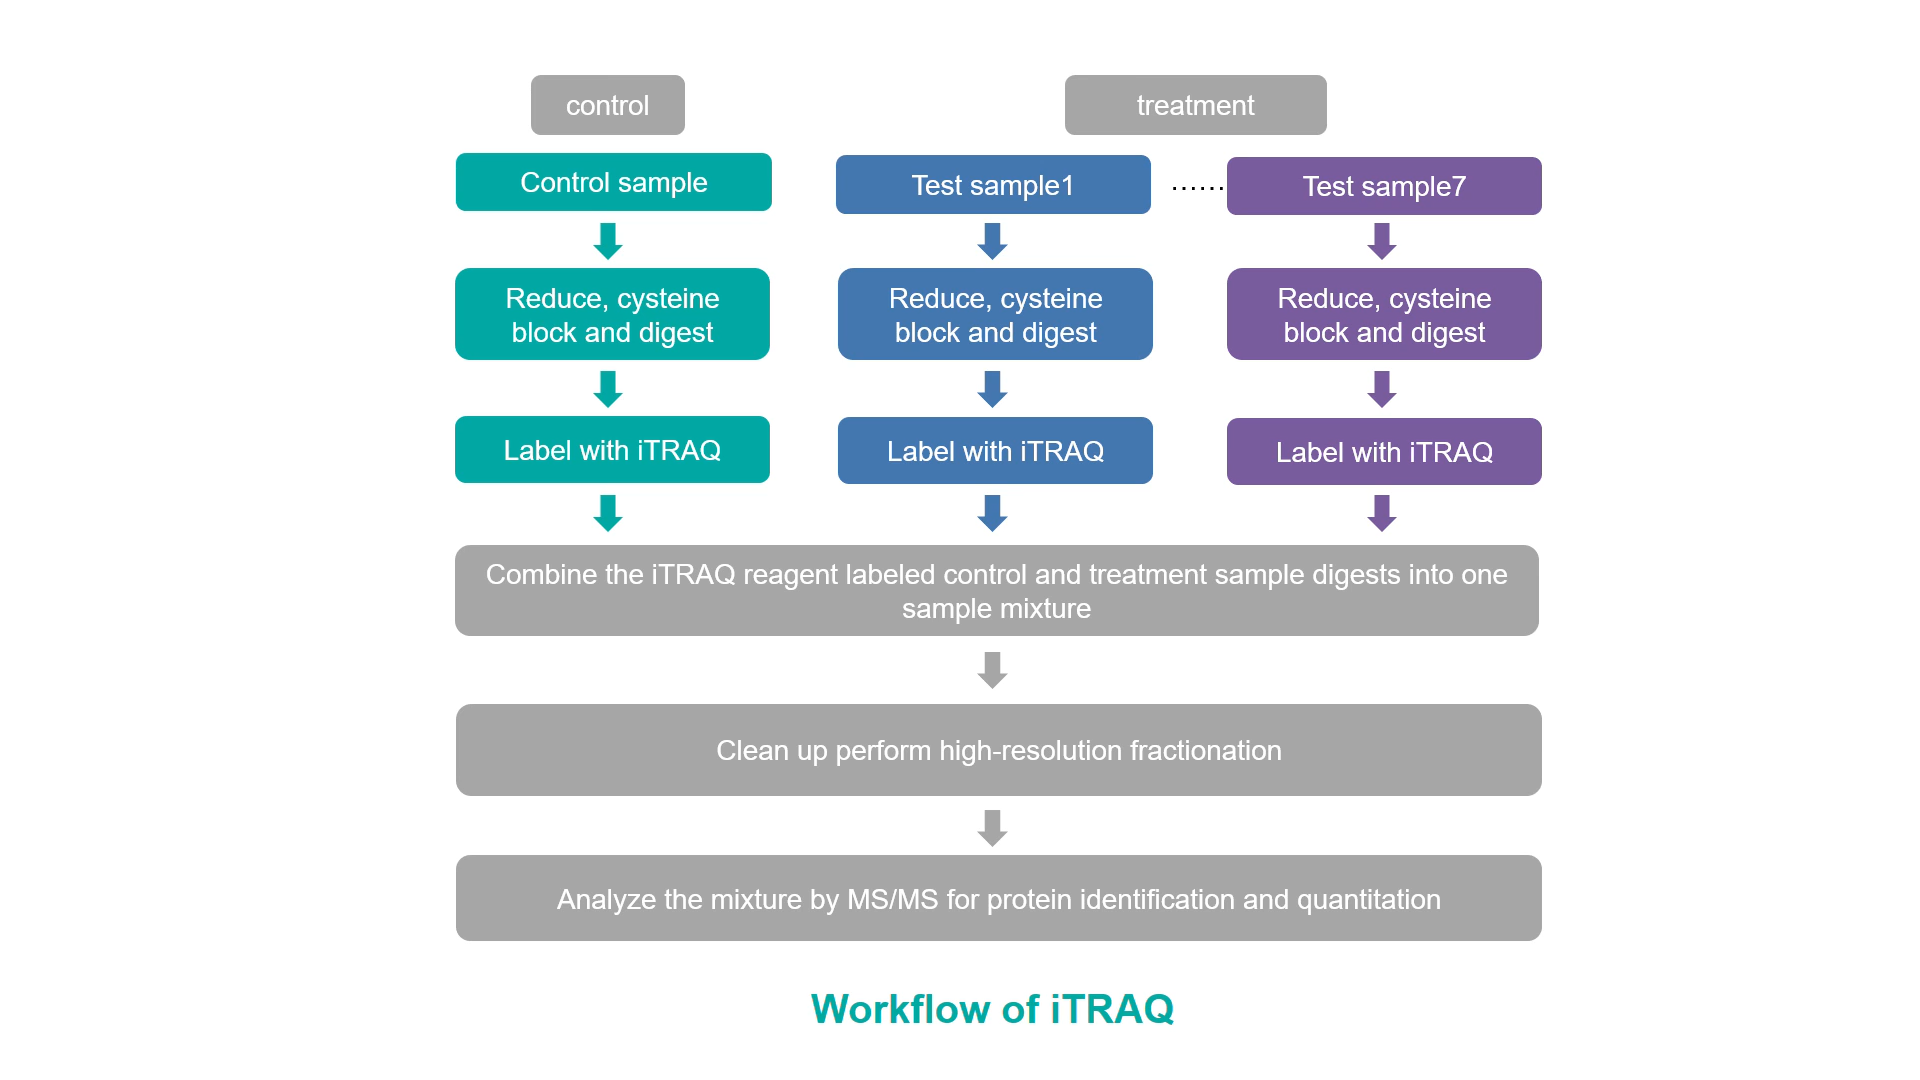 control
treatment
Control sample
Test sample1
......
Test sample7
Reduce, cysteine
block and digest
Reduce, cysteine
block and digest
Reduce, cysteine
block and digest
Label with iTRAQ
Label with iTRAQ
Label with iTRAQ
Combine the iTRAQ reagent labeled control and treatment sample digests into one
sample mixture
Clean up perform high-resolution fractionation
Analyze the mixture by MS/MS for protein identification and quantitation
Workflow of iTRAQ